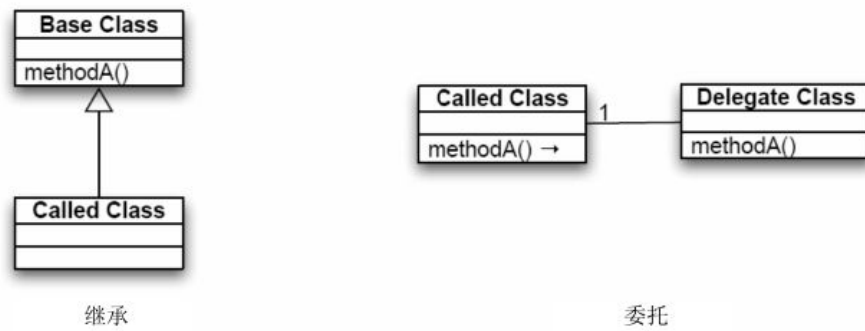 Base Class
methodA()
Called Class
继承
Called Class
methodA() →
1
Delegate Class
methodA()
委托